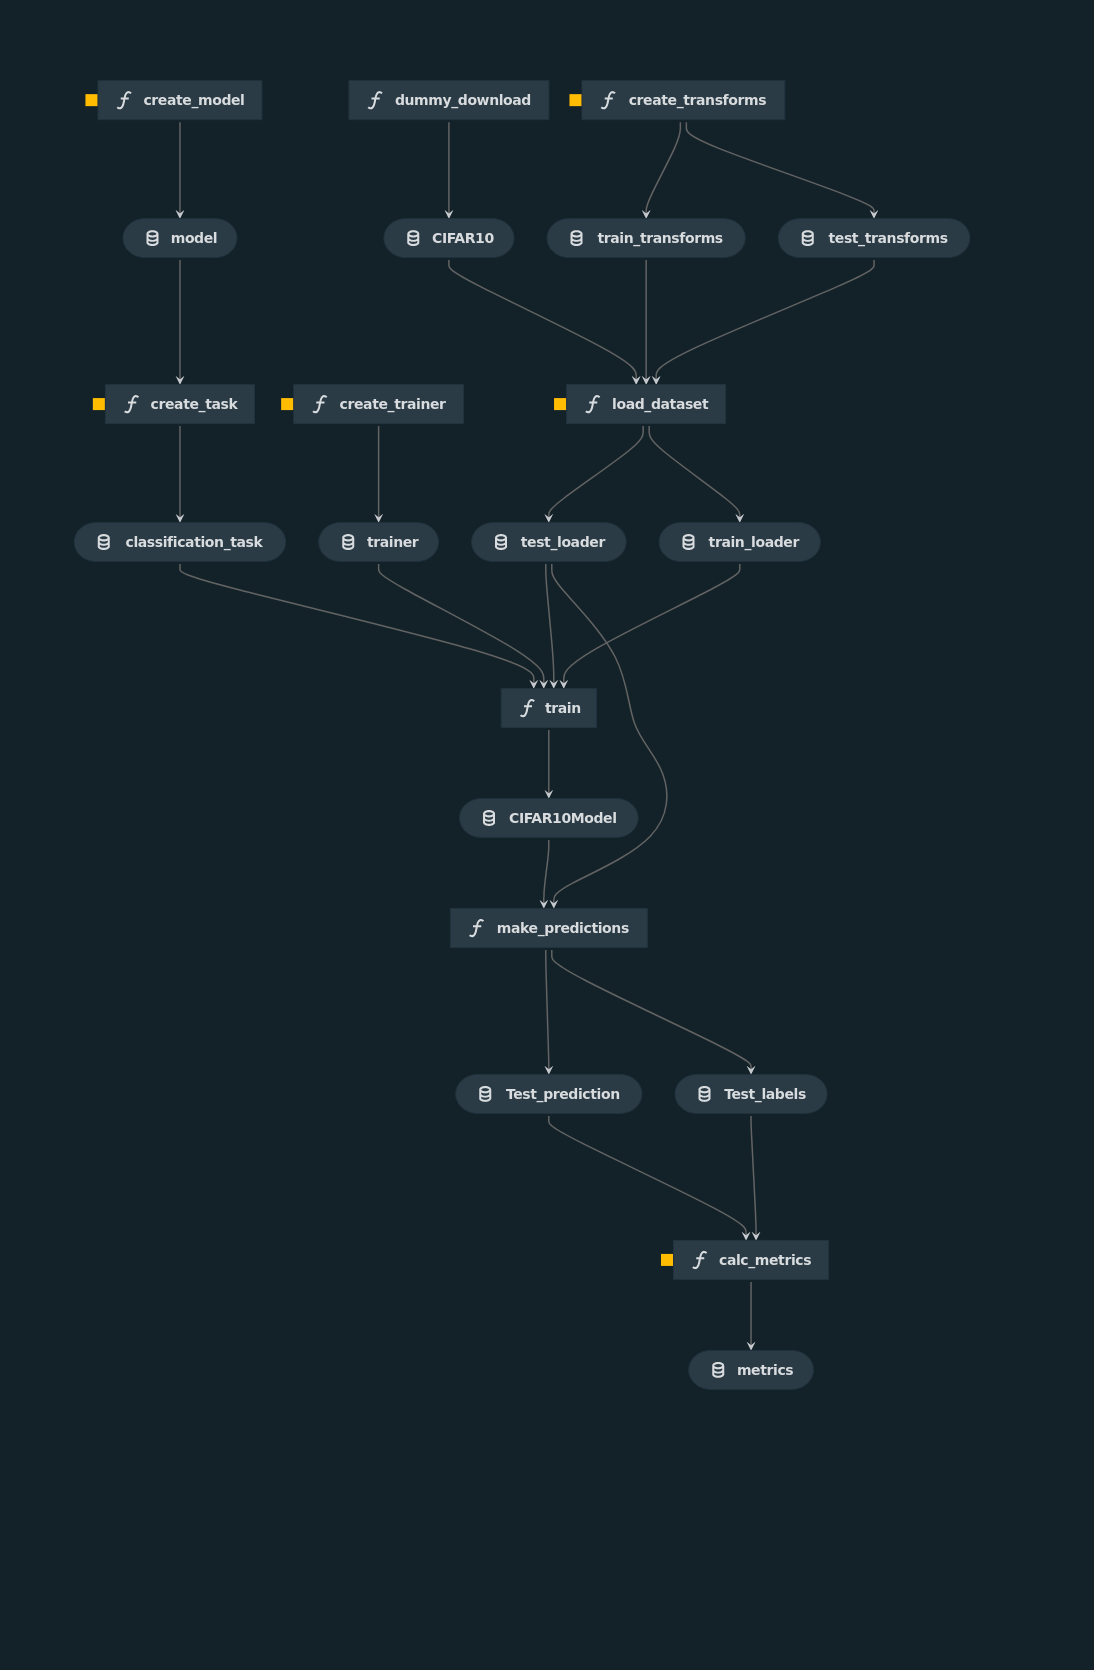 create_model
dummy_download
create_transforms
model
CIFAR10
train_transforms
test_transforms
create_task
create_trainer
load_dataset
classification_task
trainer
test_loader
train_loader
train
CIFAR10Model
make_predictions
Test_prediction
Test_labels
calc_metrics
metrics